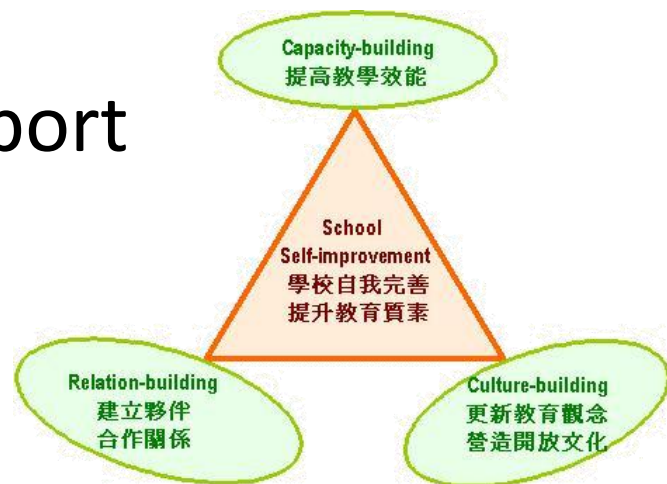 Capacity-building
提高教學效能
port
School
Self-improvement
學校自我完善
提升教育質素
Relation-building
建立夥伴
合作關係
Culture-building
更新教育觀念
營造開放文化